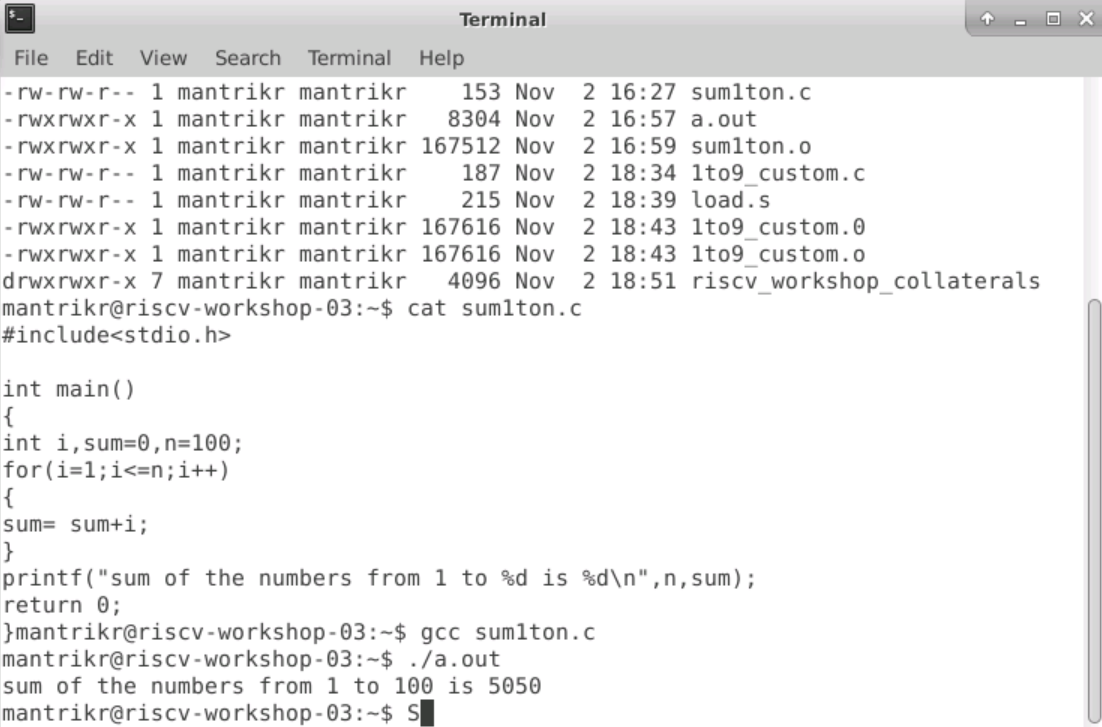 Terminal
File Edit View Search Terminal Help
-rw-rw-r-- 1 mantrikr mantrikr    153 Nov  2 16:27 sum1ton.c
-rwxrwxr-x 1 mantrikr mantrikr   8304 Nov  2 16:57 a.out
-rwxrwxr-x 1 mantrikr mantrikr 167512 Nov  2 16:59 sum1ton.o
-rw-rw-r-- 1 mantrikr mantrikr    187 Nov  2 18:34 1to9_custom.c
-rw-rw-r-- 1 mantrikr mantrikr    215 Nov  2 18:39 load.s
-rwxrwxr-x 1 mantrikr mantrikr 167616 Nov  2 18:43 1to9_custom.0
-rwxrwxr-x 1 mantrikr mantrikr 167616 Nov  2 18:43 1to9_custom.o
drwxrwxr-x 7 mantrikr mantrikr   4096 Nov  2 18:51 riscv_workshop_collaterals
mantrikr@riscv-workshop-03:~$ cat sum1ton.c
#include<stdio.h>

int main()
{
int i,sum=0,n=100;
for(i=1;i<=n;i++)
{
sum= sum+i;
}
printf("sum of the numbers from 1 to %d is %d\n",n,sum);
return 0;
}mantrikr@riscv-workshop-03:~$ gcc sum1ton.c
mantrikr@riscv-workshop-03:~$ ./a.out
sum of the numbers from 1 to 100 is 5050
mantrikr@riscv-workshop-03:~$ S